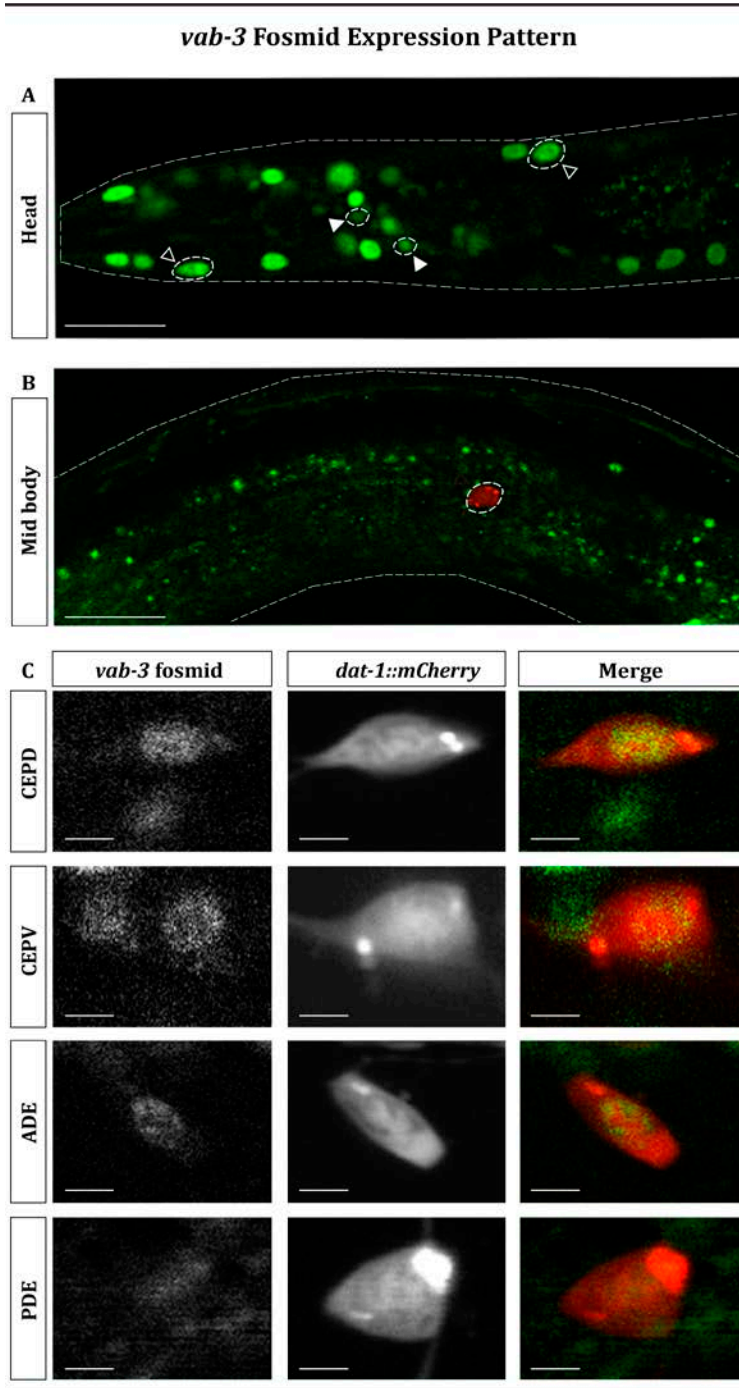 vab-3 Fosmid Expression Pattern
A
Head
B
Mid body
C
vab-3 fosmid
dat-1::mCherry
Merge
CEPD
CEPV
ADE
PDE